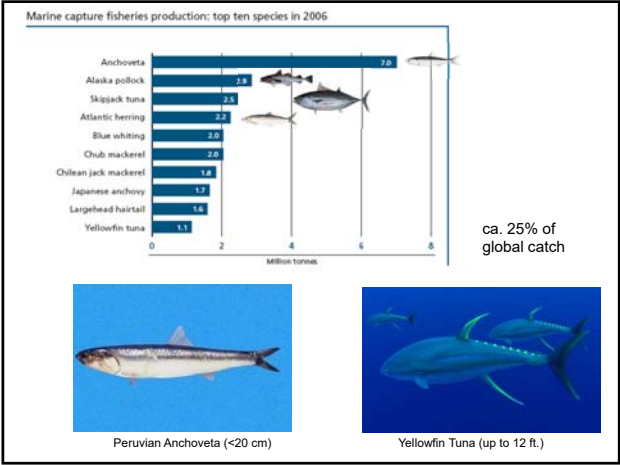 Marine capture fisheries production: top ten species in 2006
Anchoveta 7.0
Alaska pollock 2.9
Skipjack tuna 2.5
Atlantic herring 2.2
Blue whiting 2.0
Chub mackerel 2.0
Chilean jack mackerel 1.8
Japanese anchovy 1.7
Largehead hairtail 1.6
Yellowfin tuna 1.1
0 2 4 6 8
Million tonnes
ca. 25% of
global catch
Peruvian Anchoveta (<20 cm)
Yellowfin Tuna (up to 12 ft.)